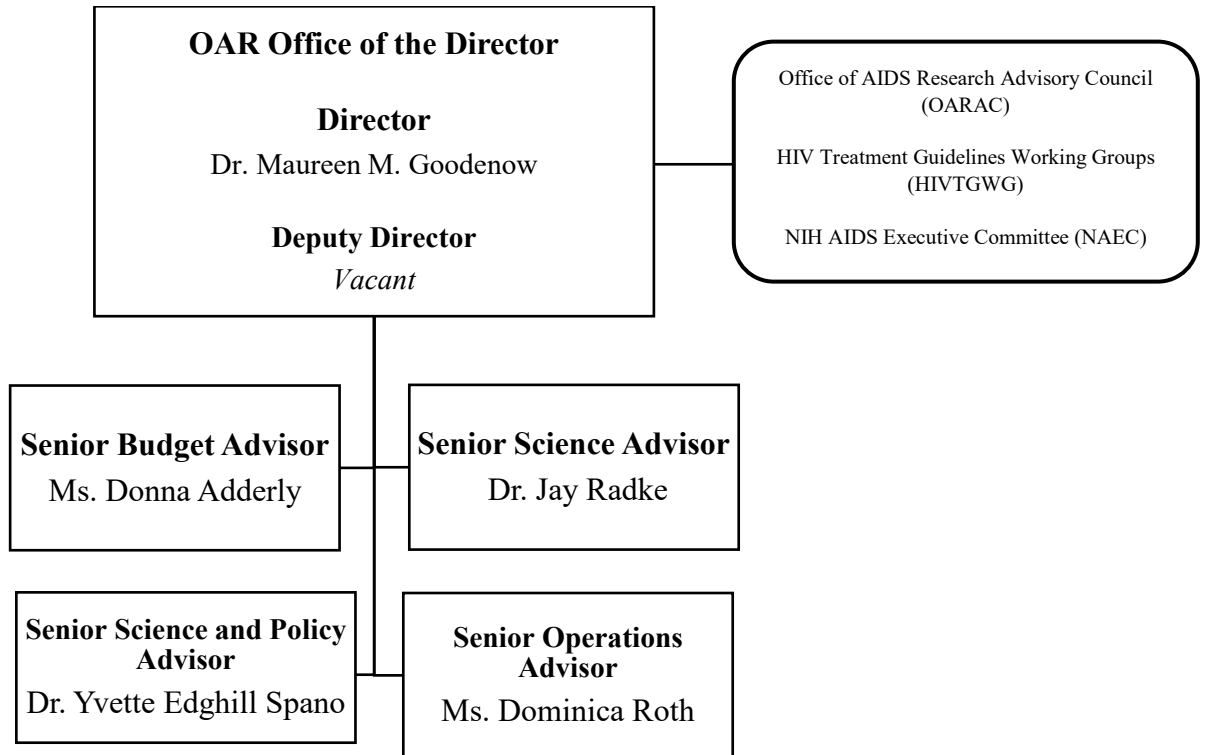 OAR Office of the Director
Director
Dr. Maureen M. Goodenow
Deputy Director
Vacant
Office of AIDS Research Advisory Council
(OARAC)
HIV Treatment Guidelines Working Groups
(HIVTGWG)
NIH AIDS Executive Committee (NAEC)
Senior Budget Advisor
Ms. Donna Adderly
Senior Science Advisor
Dr. Jay Radke
Senior Science and Policy
Advisor
Dr. Yvette Edghill Spano
Senior Operations
Advisor
Ms. Dominica Roth